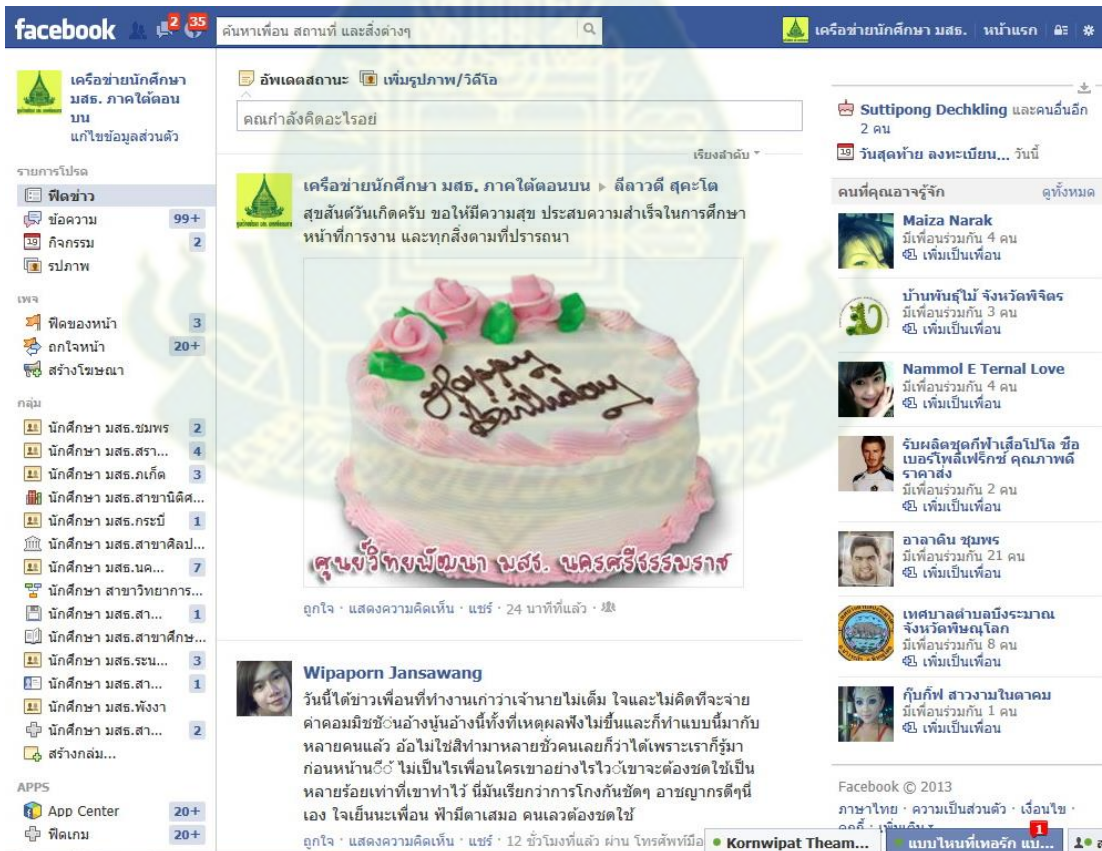 facebook
2
35
ค้นหาเพื่อน สถานที่ และสิ่งต่างๆ
เครือข่ายนักศึกษา มสธ.
หน้าแรก
เครือข่ายนักศึกษา
มสธ. ภาคใต้ตอน
บน
แก้ไขข้อมูลส่วนตัว
รายการโปรด
ฟีดข่าว
ข้อความ 99+
กิจกรรม 2
รูปภาพ
เพจ
ฟีดของหน้า 3
ถูกใจหน้า 20+
สร้างโฆษณา
กลุ่ม
นักศึกษา มสธ.ชุมพร 2
นักศึกษา มสธ.สรา... 4
นักศึกษา มสธ.ภูเก็ต 3
นักศึกษา มสธ.สาขานิติศ...
นักศึกษา มสธ.กระบี่ 1
นักศึกษา มสธ.สาขาศิลป...
นักศึกษา มสธ.นค... 7
นักศึกษา สาขาวิทยาการ...
นักศึกษา มสธ.สา... 1
นักศึกษา มสธ.สาขาศึกษ...
นักศึกษา มสธ.ระน... 3
นักศึกษา มสธ.สา... 1
นักศึกษา มสธ.พังงา
นักศึกษา มสธ.สา... 2
สร้างกลุ่ม...
APPS
App Center 20+
ฟีดเกม 20+
อัพเดตสถานะ เพิ่มรูปภาพ/วิดีโอ
คุณกำลังคิดอะไรอยู่
เรียงลำดับ
เครือข่ายนักศึกษา มสธ. ภาคใต้ตอนบน ▸ ลีลาวดี สุคะโต
สุขสันต์วันเกิดครับ ขอให้มีความสุข ประสบความสำเร็จในการศึกษา
หน้าที่การงาน และทุกสิ่งตามที่ปรารถนา
Happy
Birthday
ศูนย์วิทยพัฒนา มสธ. นครศรีธรรมราช
ถูกใจ · แสดงความคิดเห็น · แชร์ · 24 นาทีที่แล้ว ·
Wipaporn Jansawang
วันนี้ได้ข่าวเพื่อนที่ทำงานเก่าว่าเจ้านายไม่เต็ม ใจและไม่คิดที่จะจ่าย
ค่าคอมมิชชั่นอ้างนู้นอ้างนี้ทั้งที่เหตุผลฟังไม่ขึ้นและก็ทำแบบนี้มากับ
หลายคนแล้ว อ้อไม่ใช่สิทำมาหลายชั่วคนเลยก็ว่าได้เพราะเราก็รู้มา
ก่อนหน้านี้ ไม่เป็นไรเพื่อนใครเขาอย่างไรไว้เขาจะต้องชดใช้เป็น
หลายร้อยเท่าที่เขาทำไว้ นี่มันเรียกว่าการโกงกันชัดๆ อาชญากรดีๆนี่
เอง ใจเย็นนะเพื่อน ฟ้ามีตาเสมอ คนเลวต้องชดใช้
ถูกใจ · แสดงความคิดเห็น · แชร์ · 12 ชั่วโมงที่แล้ว ผ่าน โทรศัพท์มือ
Suttipong Dechkling และคนอื่นอีก
2 คน
19 วันสุดท้าย ลงทะเบียน... วันนี้
คนที่คุณอาจรู้จัก ดูทั้งหมด
Maiza Narak
มีเพื่อนร่วมกัน 4 คน
เพิ่มเป็นเพื่อน
บ้านพันธุ์ไม้ จังหวัดพิจิตร
มีเพื่อนร่วมกัน 3 คน
เพิ่มเป็นเพื่อน
Nammol E Ternal Love
มีเพื่อนร่วมกัน 4 คน
เพิ่มเป็นเพื่อน
รับผลิตชุดกีฬาเสื้อโปโล ชื่อ
เบอร์โพลีเฟร็กซ์ คุณภาพดี
ราคาส่ง
มีเพื่อนร่วมกัน 2 คน
เพิ่มเป็นเพื่อน
อาลาดิน ชุมพร
มีเพื่อนร่วมกัน 21 คน
เพิ่มเป็นเพื่อน
เทศบาลตำบลบึงระมาณ
จังหวัดพิษณุโลก
มีเพื่อนร่วมกัน 8 คน
เพิ่มเป็นเพื่อน
กุ๊บกิ๊ฟ สาวงามในตาคม
มีเพื่อนร่วมกัน 1 คน
เพิ่มเป็นเพื่อน
Facebook © 2013
ภาษาไทย · ความเป็นส่วนตัว · เงื่อนไข ·
คุกกี้ · เพิ่มเติม
Kornwipat Theam...
แบบไหนที่เทอรัก แบ...
1
1